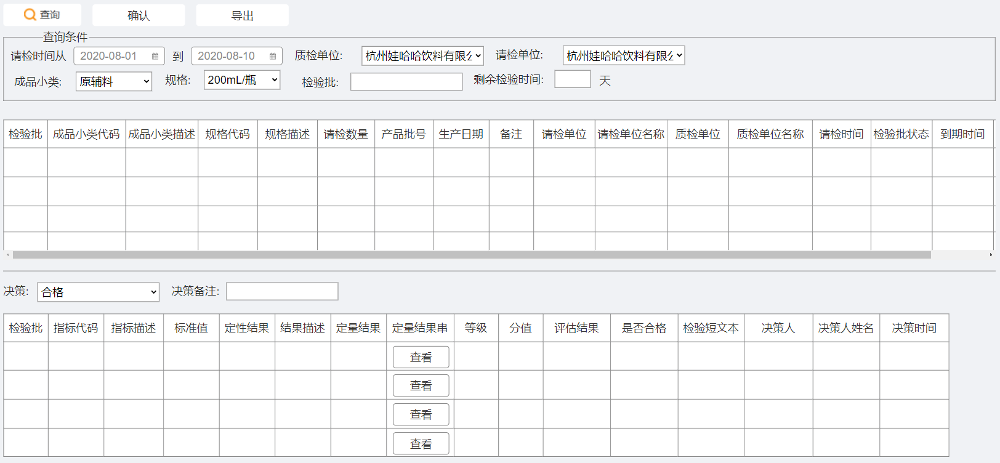 查询 确认 导出
查询条件
请检时间从 2020-08-01 到 2020-08-10 质检单位: 杭州娃哈哈饮料有限公 请检单位: 杭州娃哈哈饮料有限公
成品小类: 原辅料 规格: 200mL/瓶 检验批: 剩余检验时间: 天
检验批 成品小类代码 成品小类描述 规格代码 规格描述 请检数量 产品批号 生产日期 备注 请检单位 请检单位名称 质检单位 质检单位名称 请检时间 检验批状态 到期时间
决策: 合格 决策备注:
检验批 指标代码 指标描述 标准值 定性结果 结果描述 定量结果 定量结果串 等级 分值 评估结果 是否合格 检验短文本 决策人 决策人姓名 决策时间
查看
查看
查看
查看